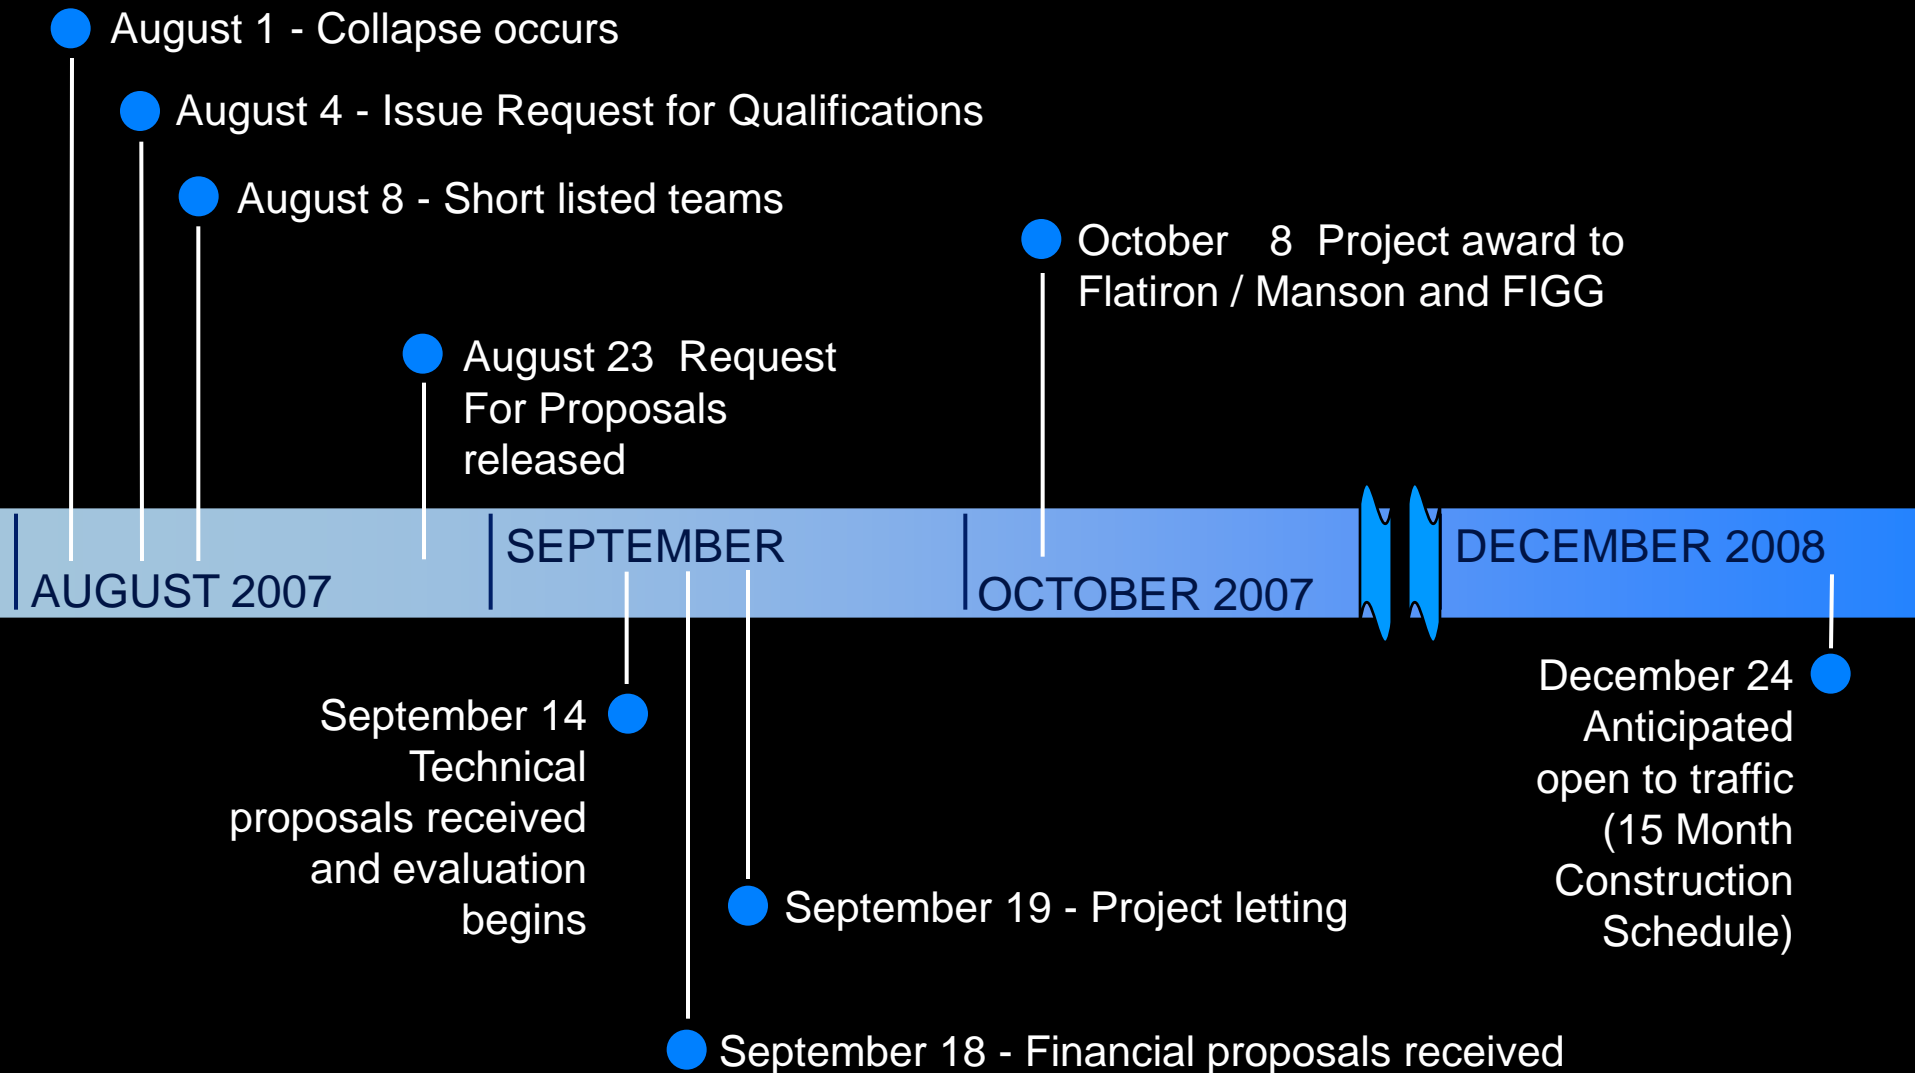 August 1 - Collapse occurs
August 4 - Issue Request for Qualifications
August 8 - Short listed teams
October 8 Project award to
Flatiron / Manson and FIGG
August 23 Request
For Proposals
released
AUGUST 2007
SEPTEMBER
OCTOBER 2007
DECEMBER 2008
September 14
Technical
proposals received
and evaluation
begins
September 19 - Project letting
September 18 - Financial proposals received
December 24
Anticipated
open to traffic
(15 Month
Construction
Schedule)